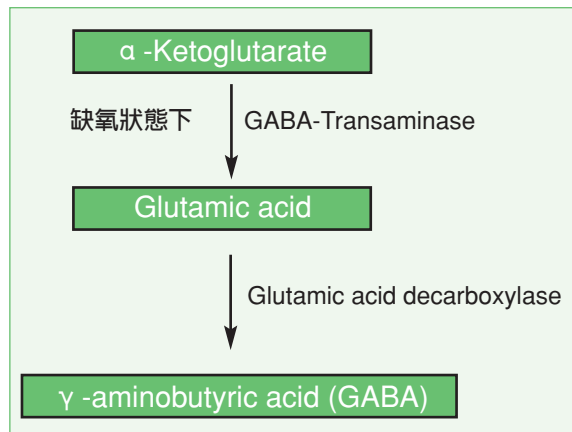 α-Ketoglutarate
缺氧狀態下 GABA-Transaminase
Glutamic acid
Glutamic acid decarboxylase
γ-aminobutyric acid (GABA)